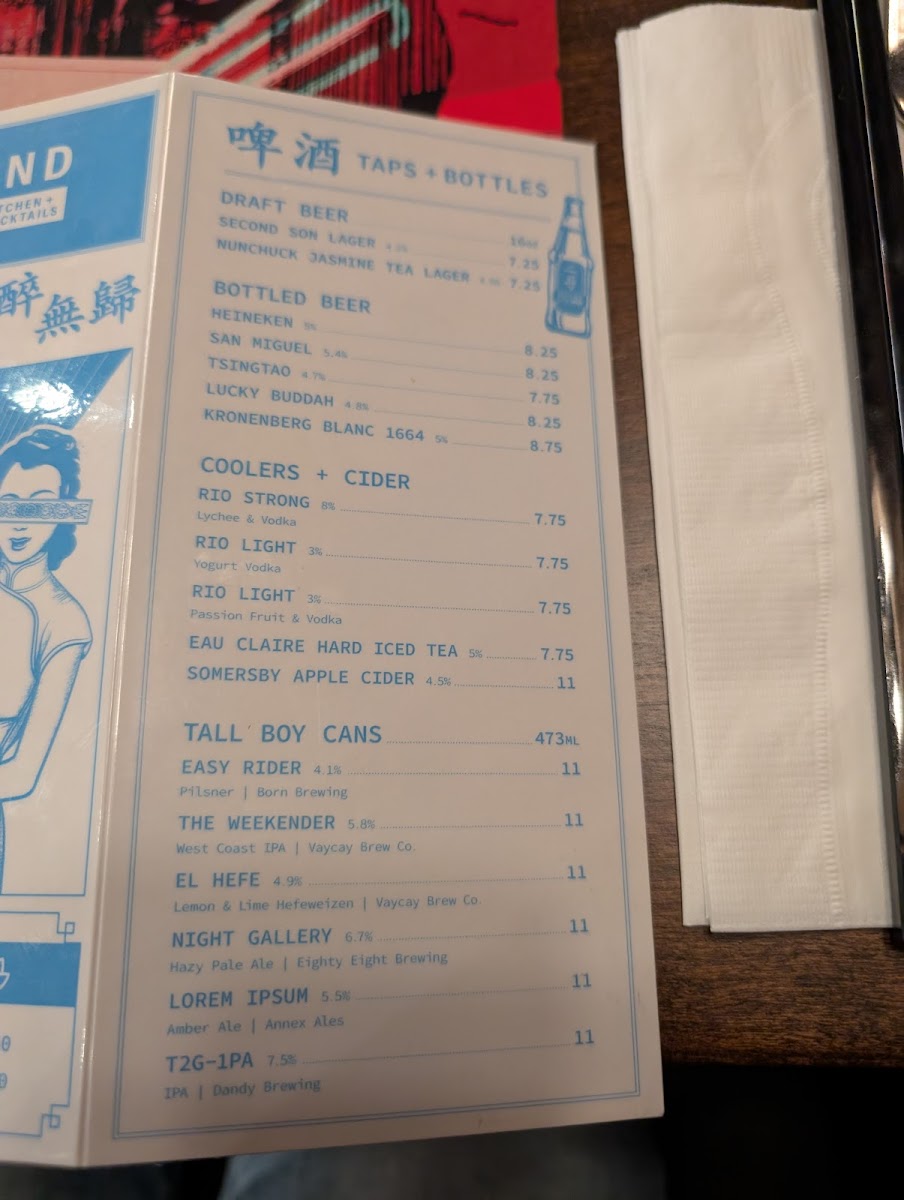 ND
TCHEN +
CKTAILS
醉
無歸
啤酒 TAPS + BOTTLES
DRAFT BEER 16oz
SECOND SON LAGER 7.25
NUNCHUCK JASMINE TEA LAGER 7.25
BOTTLED BEER
HEINEKEN 5% 8.25
SAN MIGUEL 5.4% 8.25
TSINGTAO 4.7% 7.75
LUCKY BUDDAH 4.8% 8.25
KRONENBERG BLANC 1664 5% 8.75
COOLERS + CIDER
RIO STRONG 8% 7.75
Lychee & Vodka
RIO LIGHT 3% 7.75
Yogurt Vodka
RIO LIGHT 3% 7.75
Passion Fruit & Vodka
EAU CLAIRE HARD ICED TEA 5% 7.75
SOMERSBY APPLE CIDER 4.5% 11
TALL BOY CANS 473ML
EASY RIDER 4.1% 11
Pilsner | Born Brewing
THE WEEKENDER 5.8% 11
West Coast IPA | Vaycay Brew Co.
EL HEFE 4.9% 11
Lemon & Lime Hefeweizen | Vaycay Brew Co.
NIGHT GALLERY 6.7% 11
Hazy Pale Ale | Eighty Eight Brewing
LOREM IPSUM 5.5% 11
Amber Ale | Annex Ales
T2G-1PA 7.5% 11
IPA | Dandy Brewing